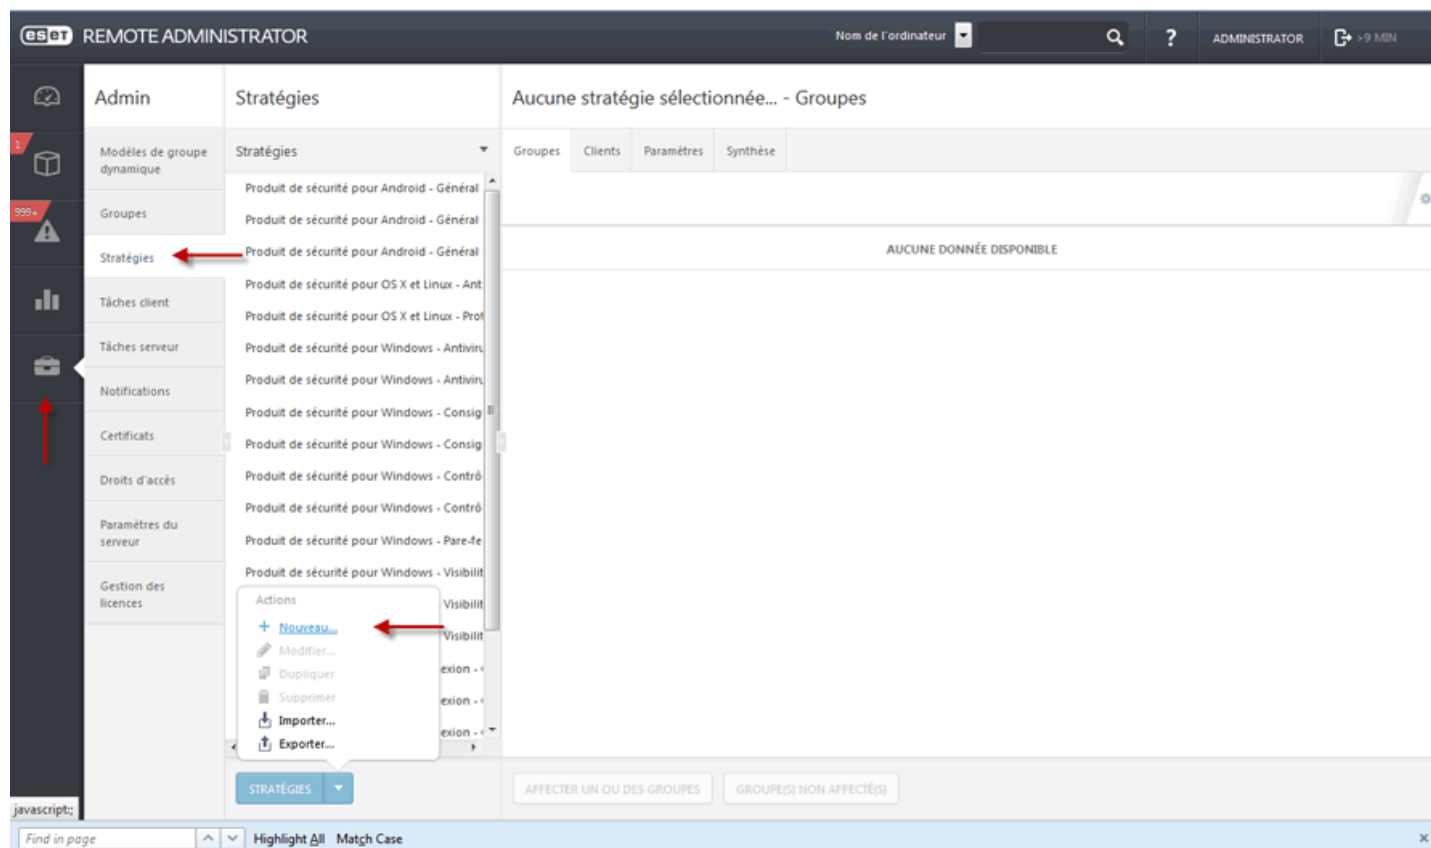 eset REMOTE ADMINISTRATOR
Nom de l'ordinateur
?
ADMINISTRATOR
>9 MIN
1
999+
Admin
Modèles de groupe
dynamique
Groupes
Stratégies
Tâches client
Tâches serveur
Notifications
Certificats
Droits d'accès
Paramètres du
serveur
Gestion des
licences
Stratégies
Stratégies
Produit de sécurité pour Android - Général
Produit de sécurité pour Android - Général
Produit de sécurité pour Android - Général
Produit de sécurité pour OS X et Linux - Ant
Produit de sécurité pour OS X et Linux - Prot
Produit de sécurité pour Windows - Antiviru
Produit de sécurité pour Windows - Antiviru
Produit de sécurité pour Windows - Consig
Produit de sécurité pour Windows - Consig
Produit de sécurité pour Windows - Contrô
Produit de sécurité pour Windows - Contrô
Produit de sécurité pour Windows - Pare-fe
Produit de sécurité pour Windows - Visibilit
Visibilit
Visibilit
exion -
exion -
exion -
Actions
Nouveau...
Modifier...
Dupliquer
Supprimer
Importer...
Exporter...
STRATÉGIES
Aucune stratégie sélectionnée... - Groupes
Groupes Clients Paramètres Synthèse
AUCUNE DONNÉE DISPONIBLE
AFFECTER UN OU DES GROUPES
GROUPE(S) NON AFFECTÉ(S)
javascript:;
Find in page
Highlight All Match Case